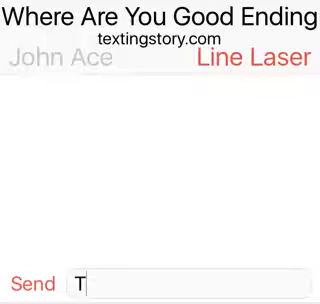 Where Are You Good Ending
textingstory.com
John Ace Line Laser
Send T